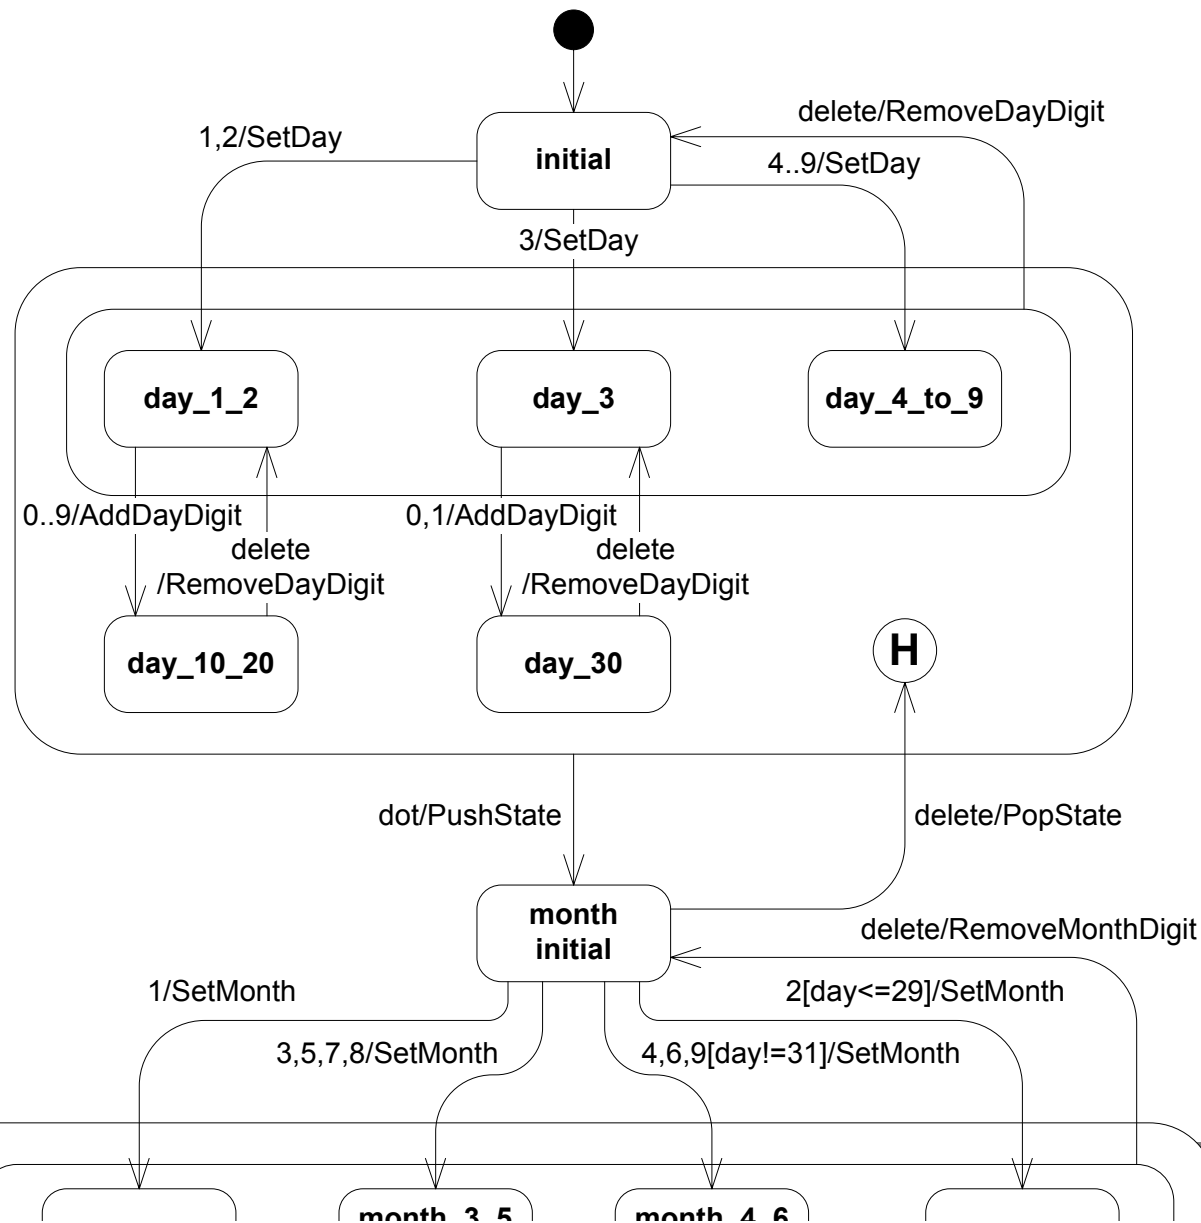 delete/RemoveDayDigit
1,2/SetDay
initial
4..9/SetDay
3/SetDay
day_1_2
day_3
day_4_to_9
0..9/AddDayDigit
0,1/AddDayDigit
delete
/RemoveDayDigit
delete
/RemoveDayDigit
day_10_20
day_30
H
dot/PushState
delete/PopState
month
initial
delete/RemoveMonthDigit
1/SetMonth
2[day<=29]/SetMonth
3,5,7,8/SetMonth
4,6,9[day!=31]/SetMonth
month_3_5
month_4_6